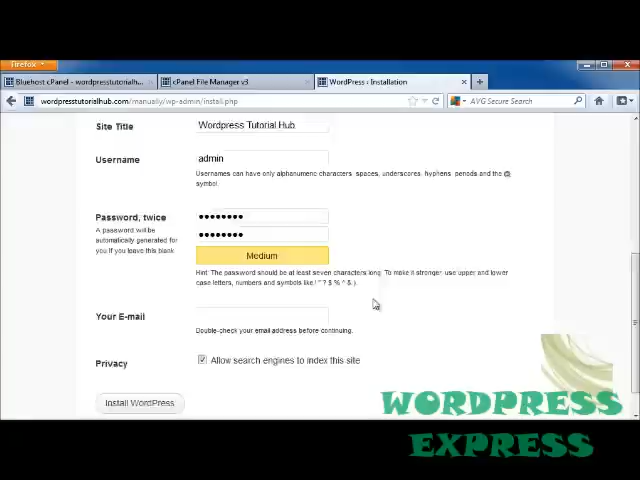 Firefox
Bluehost cPanel - wordpresstutorialh...
cPanel File Manager v3
WordPress › Installation
wordpresstutorialhub.com/manually/wp-admin/install.php
AVG Secure Search
Site Title
Wordpress Tutorial Hub
Username
admin
Usernames can have only alphanumeric characters, spaces, underscores, hyphens, periods and the @
symbol.
Password, twice
A password will be
automatically generated for
you if you leave this blank.
••••••••
••••••••
Medium
Hint: The password should be at least seven characters long. To make it stronger, use upper and lower
case letters, numbers and symbols like ! " ? $ % ^ & ).
Your E-mail
Double-check your email address before continuing.
Privacy
Allow search engines to index this site
Install WordPress
WORDPRESS
EXPRESS